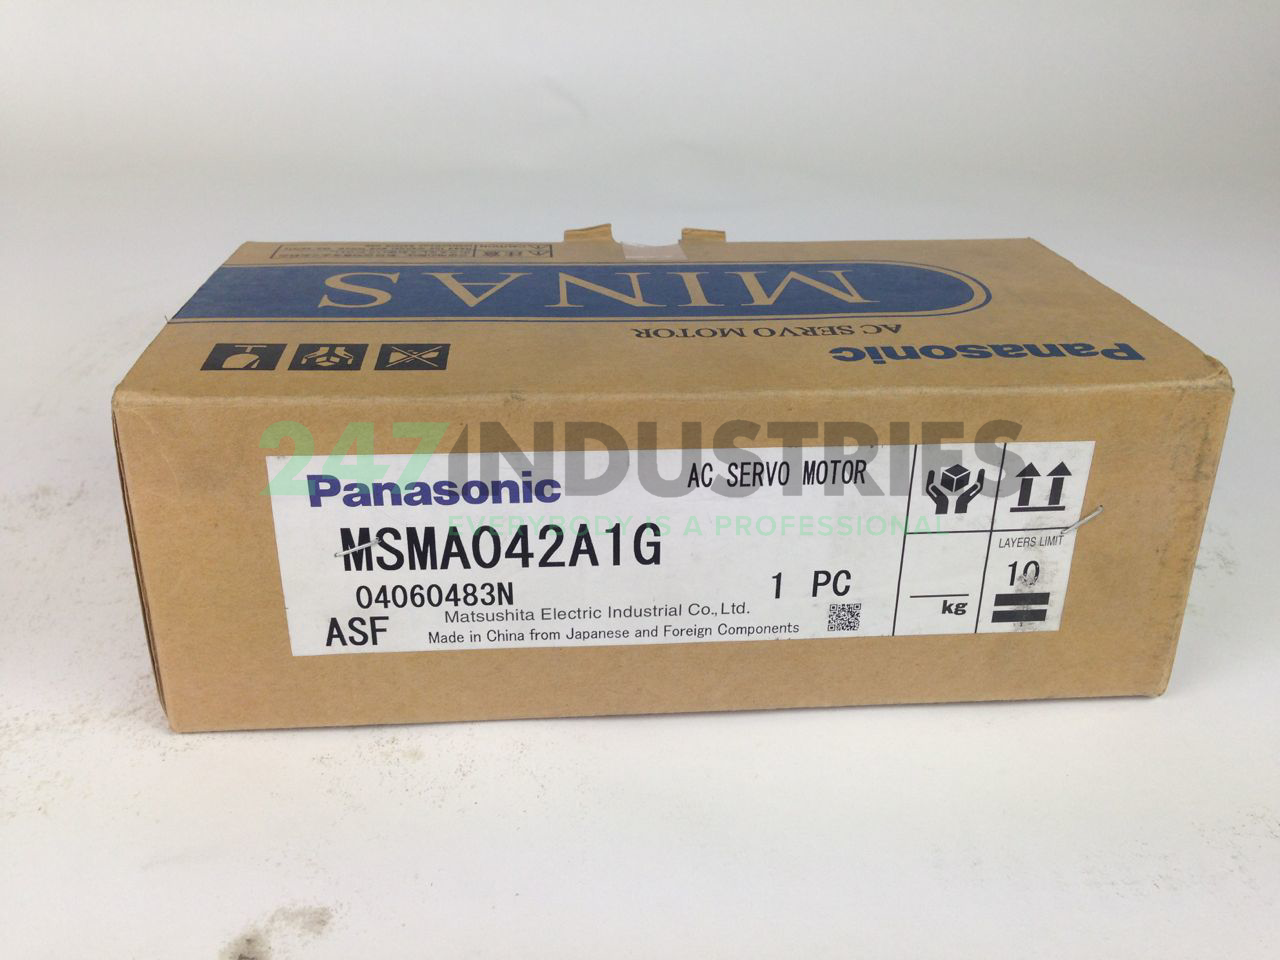 MINAS
AC SERVO MOTOR
Panasonic
247INDUSTRIES
EVERYBODY IS A PROFESSIONAL
Panasonic
AC SERVO MOTOR
MSMA042A1G
04060483N
1 PC
Matsushita Electric Industrial Co., Ltd.
ASF
Made in China from Japanese and Foreign Components
kg
LAYERS LIMIT
10